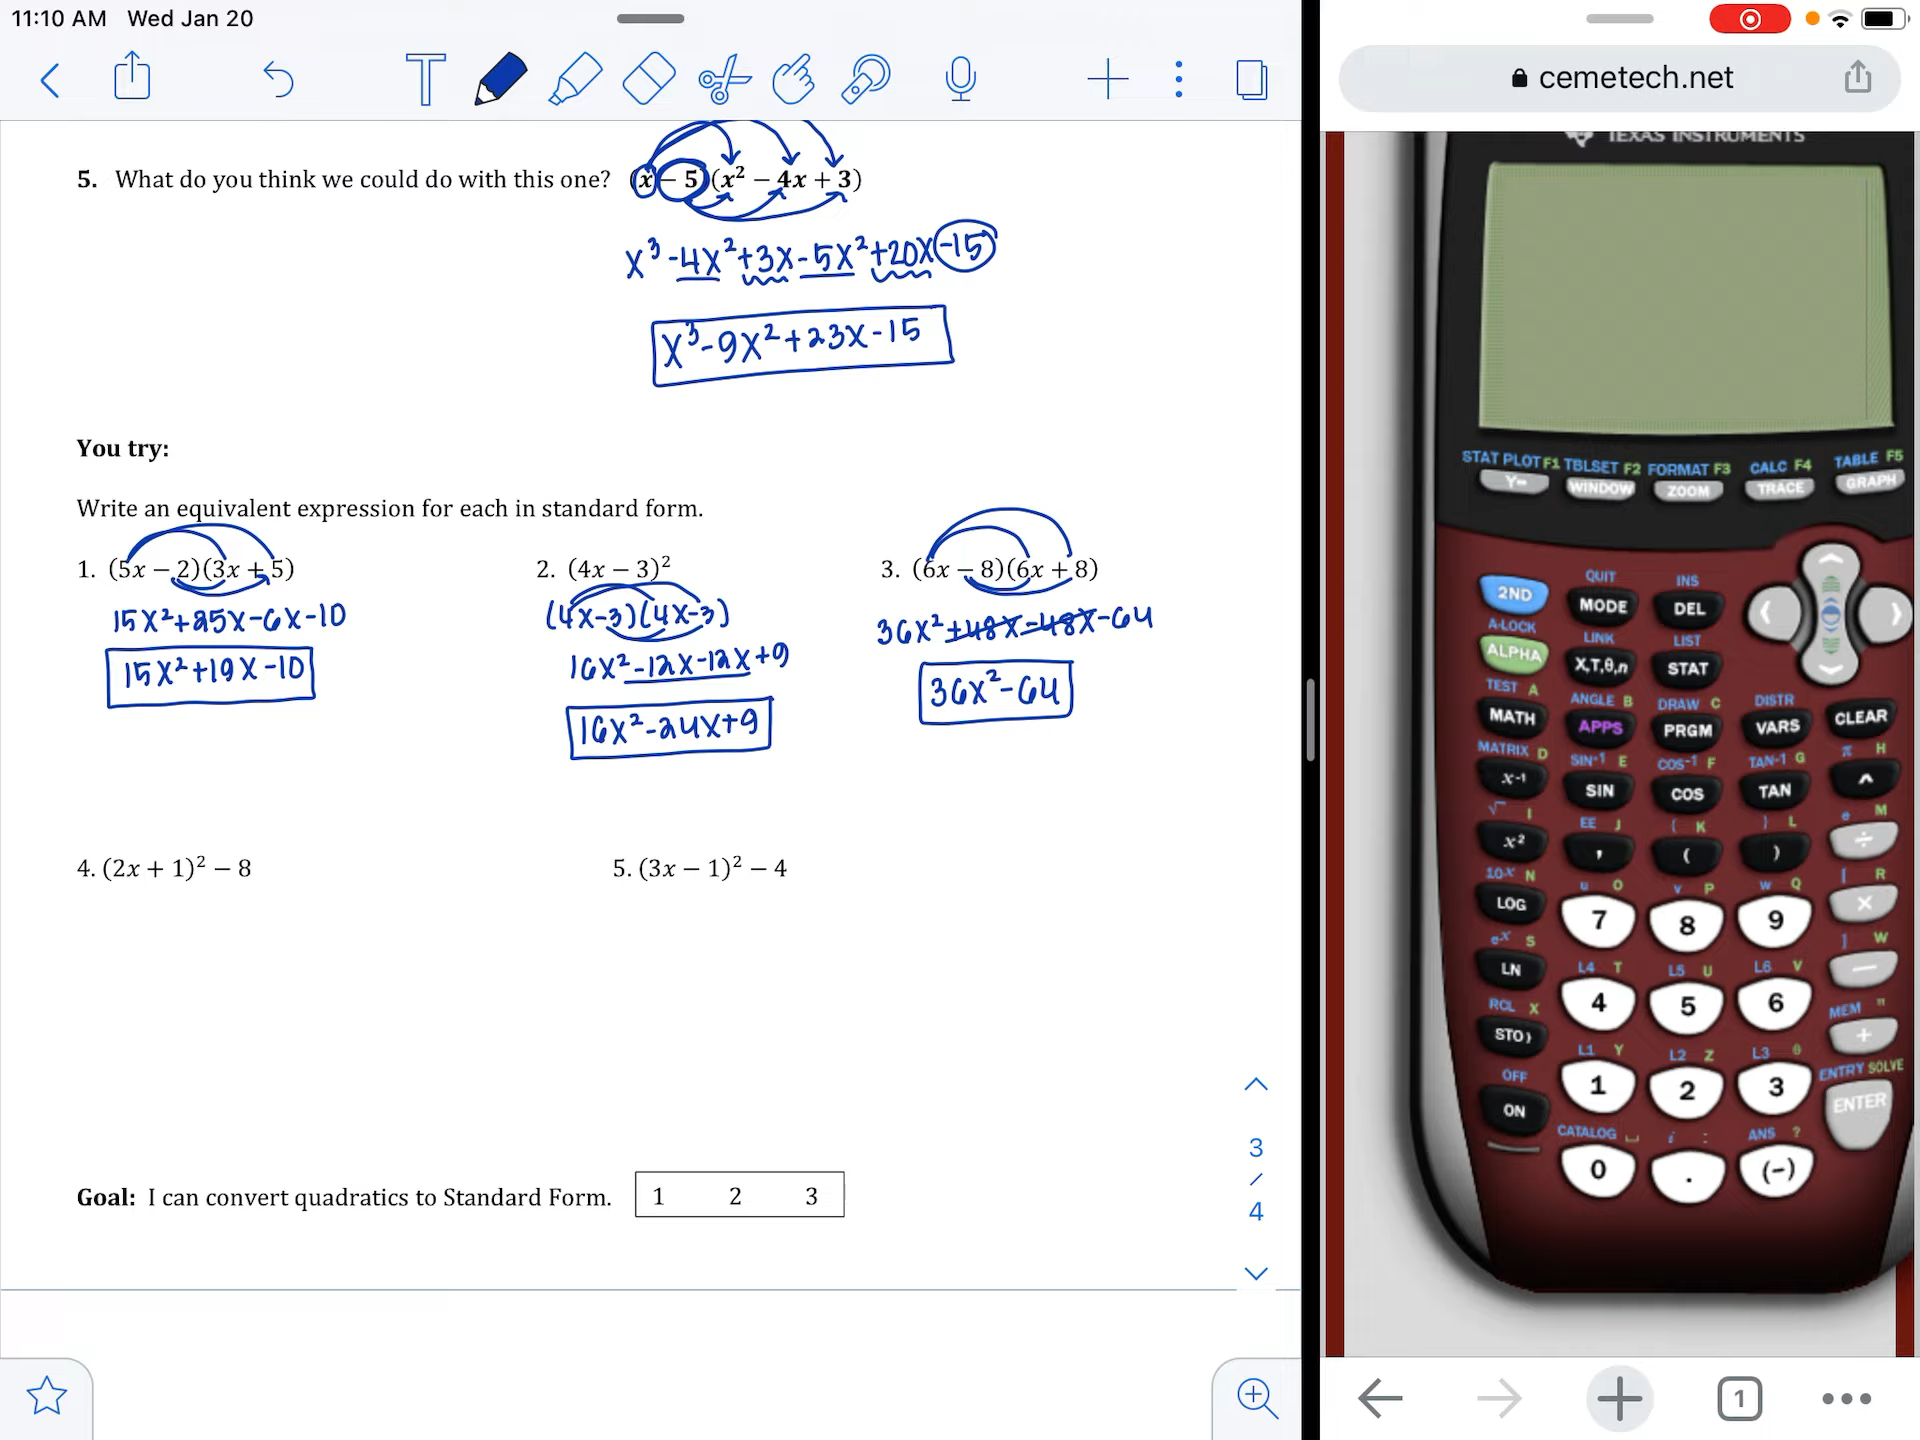 11:10 AM Wed Jan 20
T
5. What do you think we could do with this one? (x − 5)(x² − 4x + 3)
x³ -4x² +3x -5x² +20x -15
x³ -9x² +23x -15
You try:
Write an equivalent expression for each in standard form.
1. (5x − 2)(3x + 5)
15x² +25x -6x -10
15x² +19x -10
2. (4x − 3)²
(4x-3)(4x-3)
16x² -12x -12x +9
16x² -24x +9
3. (6x − 8)(6x + 8)
36x² +48x -48x -64
36x² - 64
4. (2x + 1)² − 8
5. (3x − 1)² − 4
Goal: I can convert quadratics to Standard Form. 1 2 3
3
/
4
cemetech.net
TEXAS INSTRUMENTS
STAT PLOT F1 TBLSET F2 FORMAT F3 CALC F4 TABLE F5
Y= WINDOW ZOOM TRACE GRAPH
QUIT INS
2ND MODE DEL
A-LOCK LINK LIST
ALPHA X,T,θ,n STAT
TEST A ANGLE B DRAW C DISTR
MATH APPS PRGM VARS CLEAR
MATRIX D SIN-1 E COS-1 F TAN-1 G π H
x-1 SIN COS TAN ^
√ I EE J { K } L e M
x² , ( ) ÷
10x N u O v P w Q [ R
LOG 7 8 9 ×
ex S L4 T L5 U L6 V ] W
LN 4 5 6 −
RCL X L1 Y L2 Z L3 θ MEM "
STO) 1 2 3 +
OFF CATALOG i : ANS ? ENTRY SOLVE
ON 0 . (-) ENTER
1